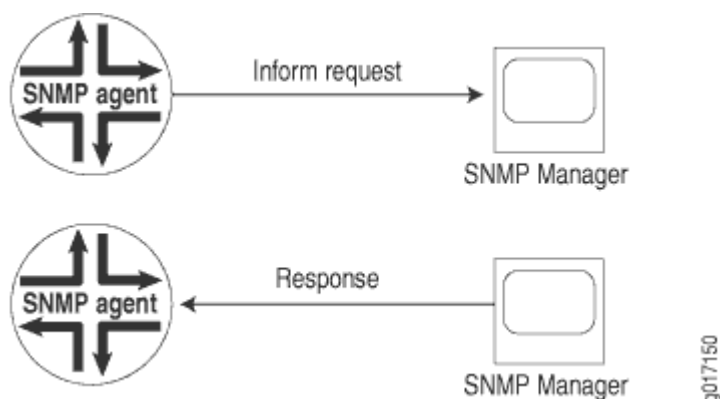 Inform request
SNMP agent
SNMP Manager
Response
SNMP agent
SNMP Manager
g017150